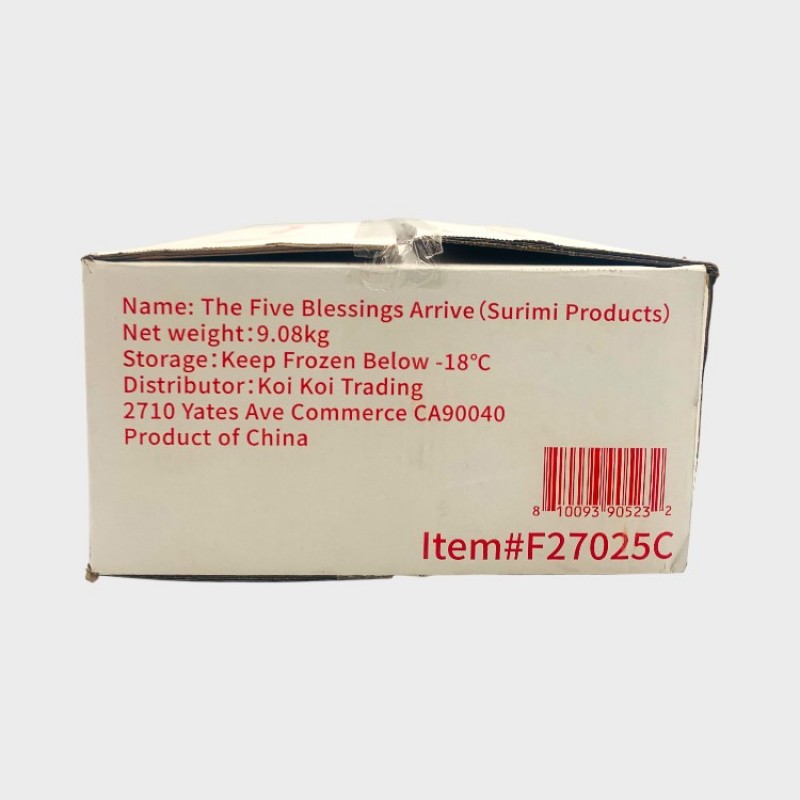 Name: The Five Blessings Arrive(Surimi Products)
Net weight:9.08kg
Storage:Keep Frozen Below -18℃
Distributor:Koi Koi Trading
2710 Yates Ave Commerce CA90040
Product of China
8 10093 90523 2
Item#F27025C